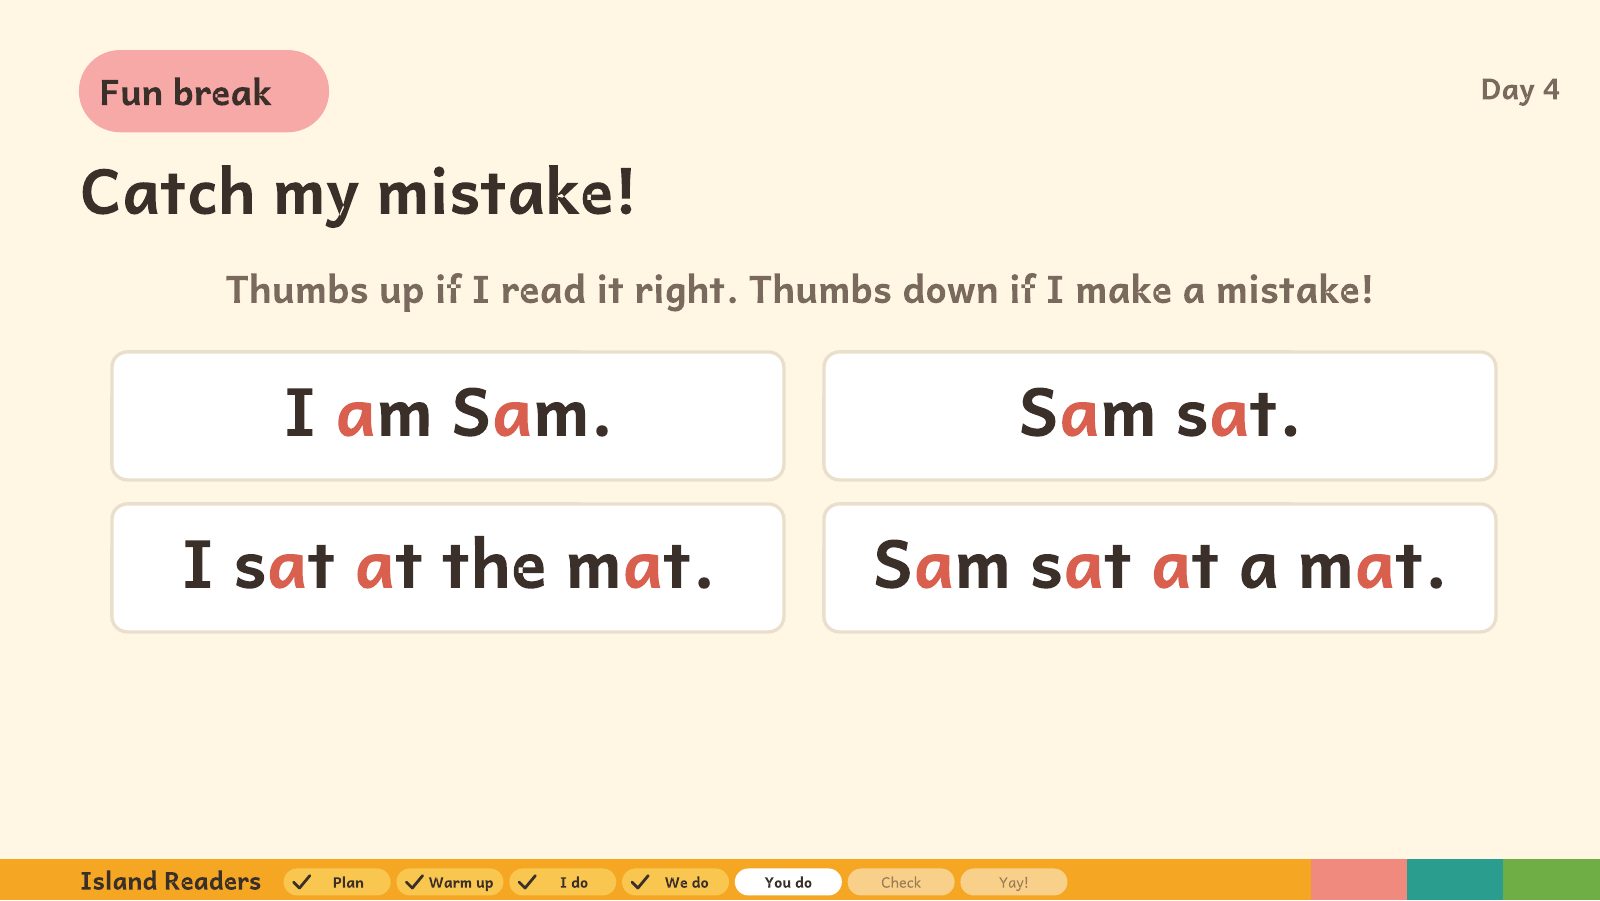 Fun break
Day 4
Catch my mistake!
Thumbs up if I read it right. Thumbs down if I make a mistake!
I am Sam.
Sam sat.
I sat at the mat.
Sam sat at a mat.
Island Readers
Plan
Warm up
I do
We do
You do
Check
Yay!